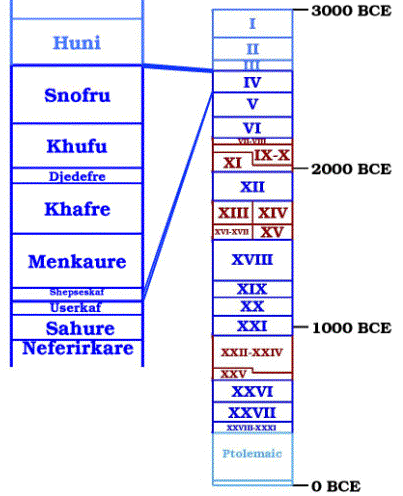 Huni
Snofru
Khufu
Djedefre
Khafre
Menkaure
Shepseskaf
Userkaf
Sahure
Neferirkare
I
II
III
IV
V
VI
VII-VIII
IX-X
XI
XII
XIII
XIV
XVI-XVII
XV
XVIII
XIX
XX
XXI
XXII-XXIV
XXV
XXVI
XXVII
XXVIII-XXXI
Ptolemaic
3000 BCE
2000 BCE
1000 BCE
0 BCE